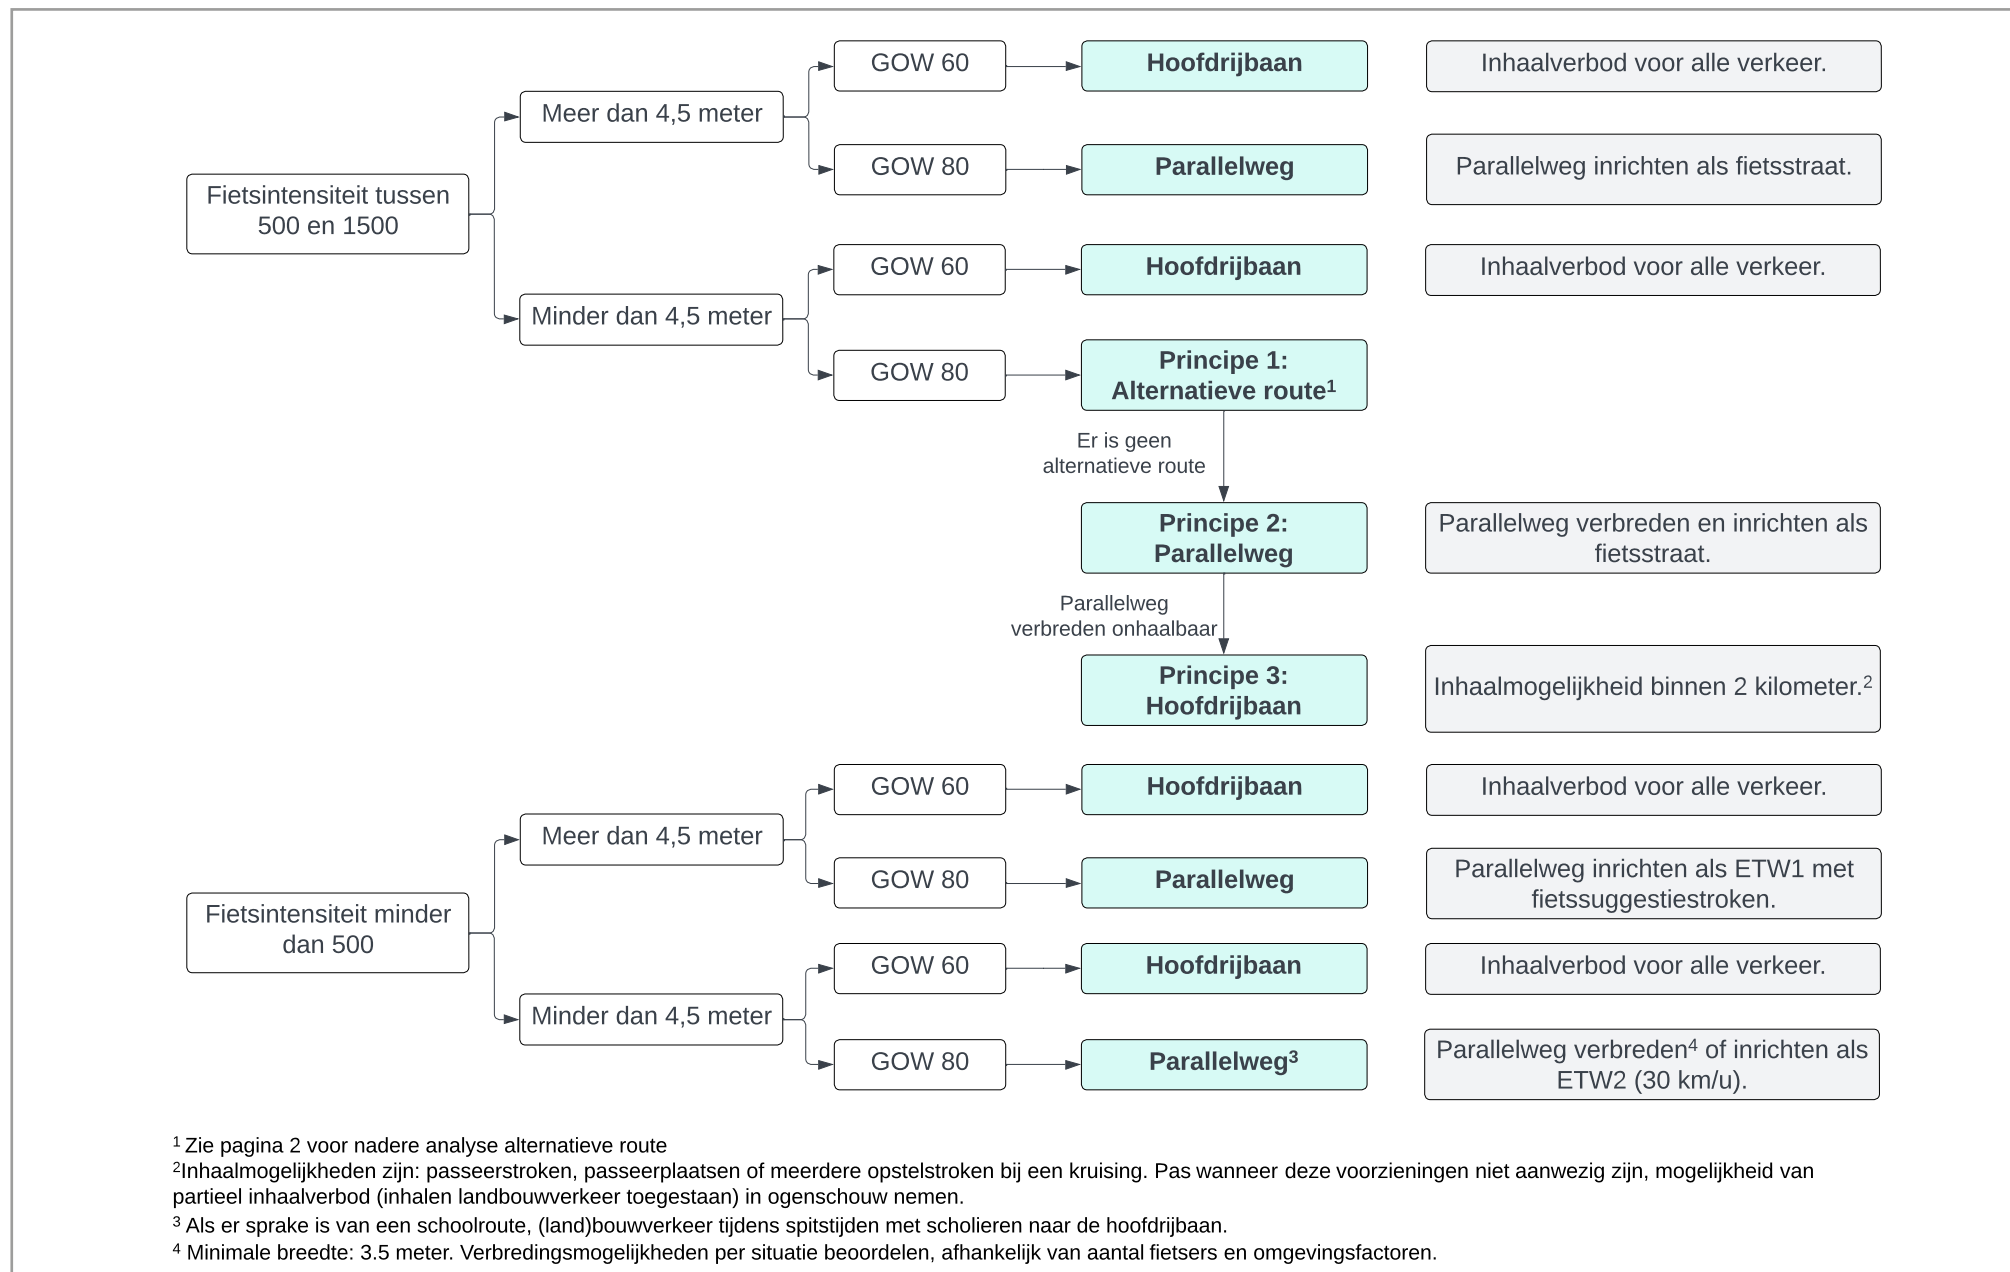 GOW 60
Hoofdrijbaan
Inhaalverbod voor alle verkeer.
Meer dan 4,5 meter
GOW 80
Parallelweg
Parallelweg inrichten als fietsstraat.
Fietsintensiteit tussen
500 en 1500
GOW 60
Hoofdrijbaan
Inhaalverbod voor alle verkeer.
Minder dan 4,5 meter
GOW 80
Principe 1:
Alternatieve route¹
Er is geen
alternatieve route
Principe 2:
Parallelweg
Parallelweg verbreden en inrichten als
fietsstraat.
Parallelweg
verbreden onhaalbaar
Principe 3:
Hoofdrijbaan
Inhaalmogelijkheid binnen 2 kilometer.²
GOW 60
Hoofdrijbaan
Inhaalverbod voor alle verkeer.
Meer dan 4,5 meter
GOW 80
Parallelweg
Parallelweg inrichten als ETW1 met
fietssuggestiestroken.
Fietsintensiteit minder
dan 500
GOW 60
Hoofdrijbaan
Inhaalverbod voor alle verkeer.
Minder dan 4,5 meter
GOW 80
Parallelweg³
Parallelweg verbreden⁴ of inrichten als
ETW2 (30 km/u).
¹ Zie pagina 2 voor nadere analyse alternatieve route
²Inhaalmogelijkheden zijn: passeerstroken, passeerplaatsen of meerdere opstelstroken bij een kruising. Pas wanneer deze voorzieningen niet aanwezig zijn, mogelijkheid van
partieel inhaalverbod (inhalen landbouwverkeer toegestaan) in ogenschouw nemen.
³ Als er sprake is van een schoolroute, (land)bouwverkeer tijdens spitstijden met scholieren naar de hoofdrijbaan.
⁴ Minimale breedte: 3.5 meter. Verbredingsmogelijkheden per situatie beoordelen, afhankelijk van aantal fietsers en omgevingsfactoren.